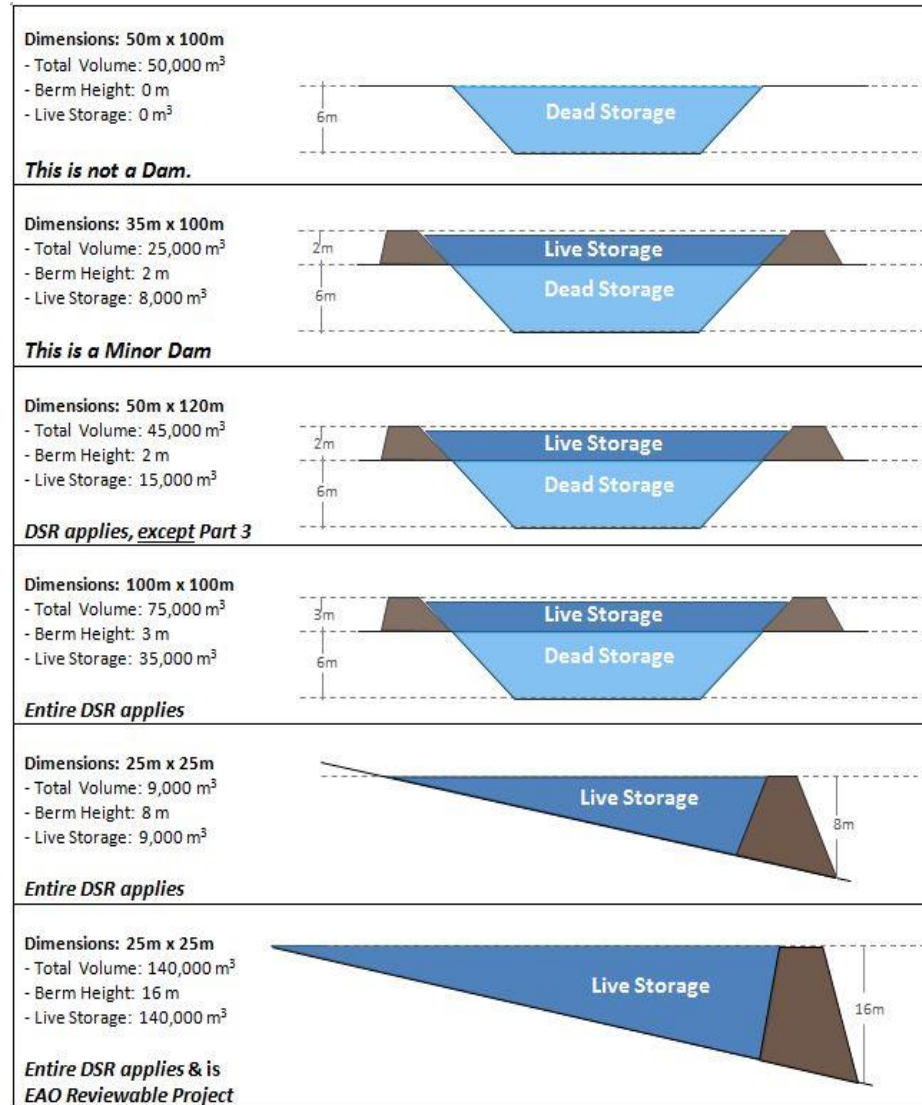 Dimensions: 50m x 100m
- Total Volume: 50,000 m³
- Berm Height: 0 m
- Live Storage: 0 m³
This is not a Dam.
6m
Dead Storage
Dimensions: 35m x 100m
- Total Volume: 25,000 m³
- Berm Height: 2 m
- Live Storage: 8,000 m³
This is a Minor Dam
2m
6m
Live Storage
Dead Storage
Dimensions: 50m x 120m
- Total Volume: 45,000 m³
- Berm Height: 2 m
- Live Storage: 15,000 m³
DSR applies, except Part 3
2m
6m
Live Storage
Dead Storage
Dimensions: 100m x 100m
- Total Volume: 75,000 m³
- Berm Height: 3 m
- Live Storage: 35,000 m³
Entire DSR applies
3m
6m
Live Storage
Dead Storage
Dimensions: 25m x 25m
- Total Volume: 9,000 m³
- Berm Height: 8 m
- Live Storage: 9,000 m³
Entire DSR applies
Live Storage
8m
Dimensions: 25m x 25m
- Total Volume: 140,000 m³
- Berm Height: 16 m
- Live Storage: 140,000 m³
Entire DSR applies & is
EAO Reviewable Project
Live Storage
16m